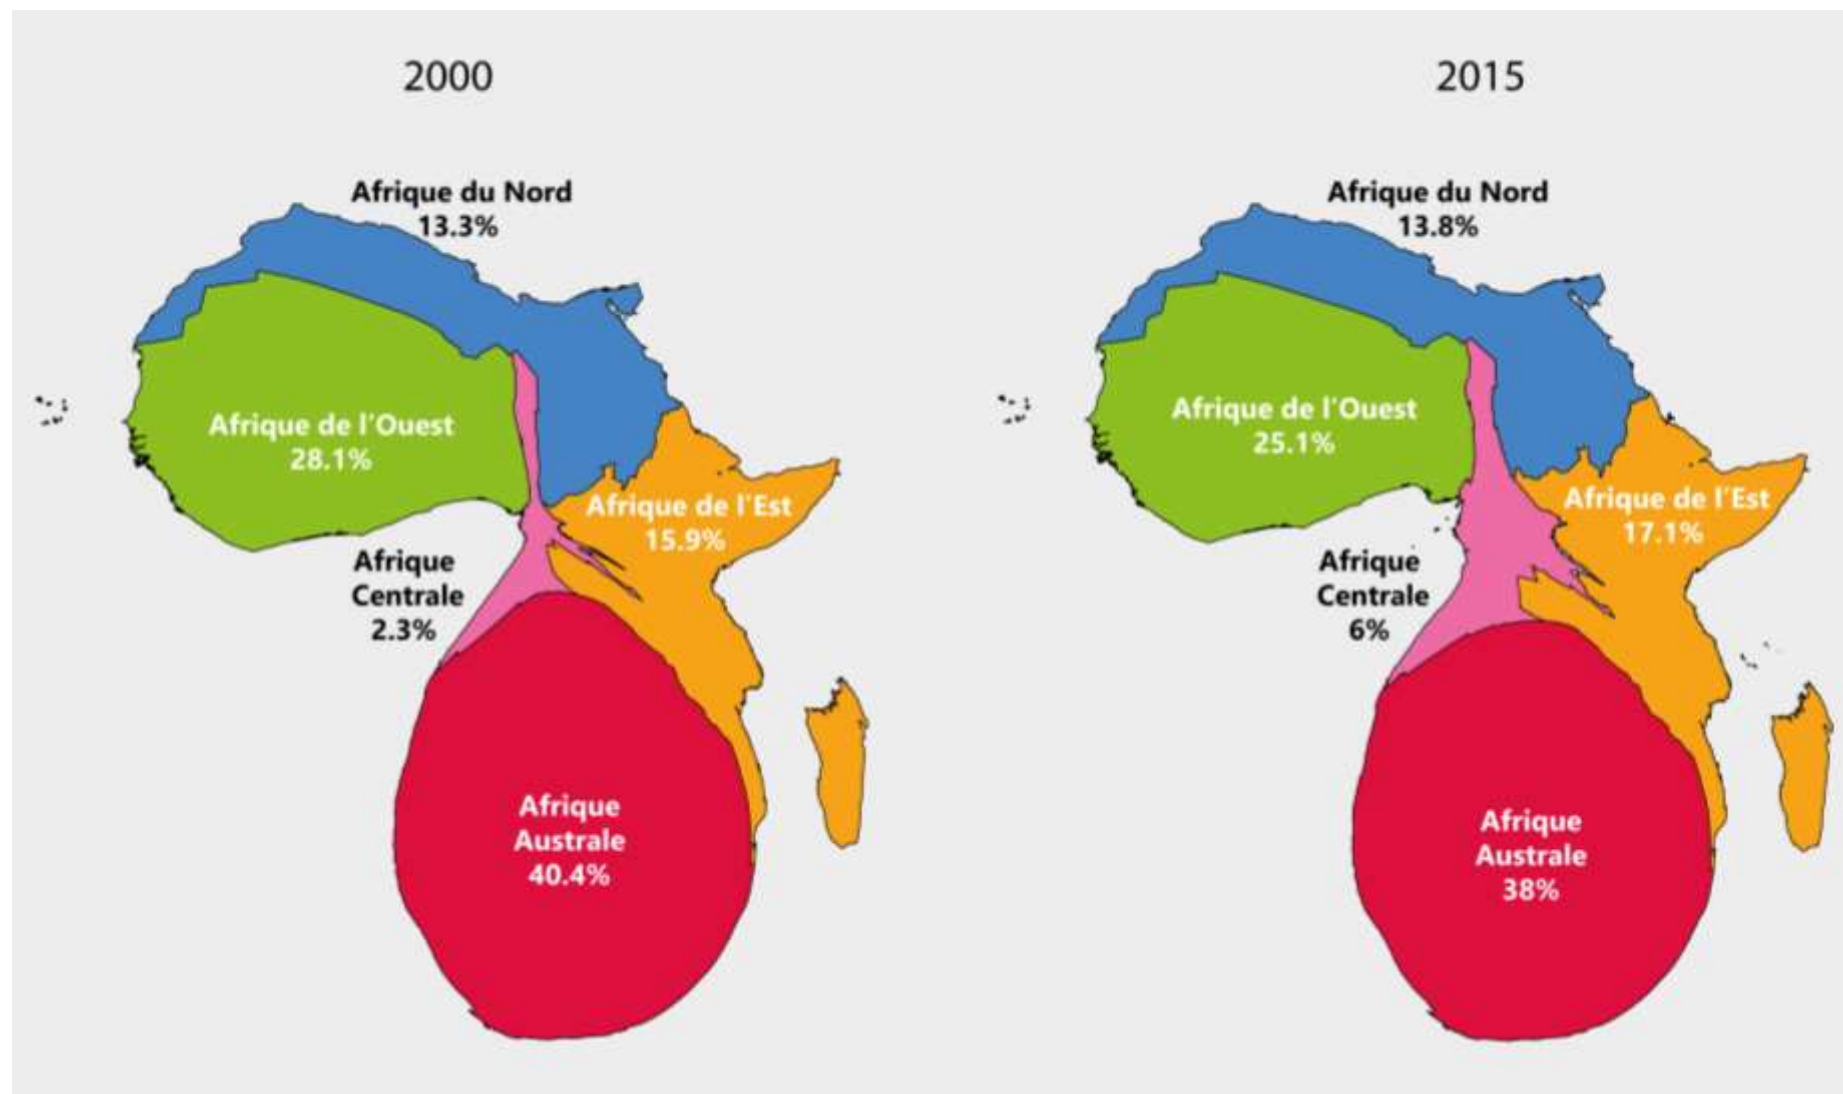 2000
Afrique du Nord
13.3%
Afrique de l'Ouest
28.1%
Afrique de l'Est
15.9%
Afrique
Centrale
2.3%
Afrique
Australe
40.4%
2015
Afrique du Nord
13.8%
Afrique de l'Ouest
25.1%
Afrique de l'Est
17.1%
Afrique
Centrale
6%
Afrique
Australe
38%